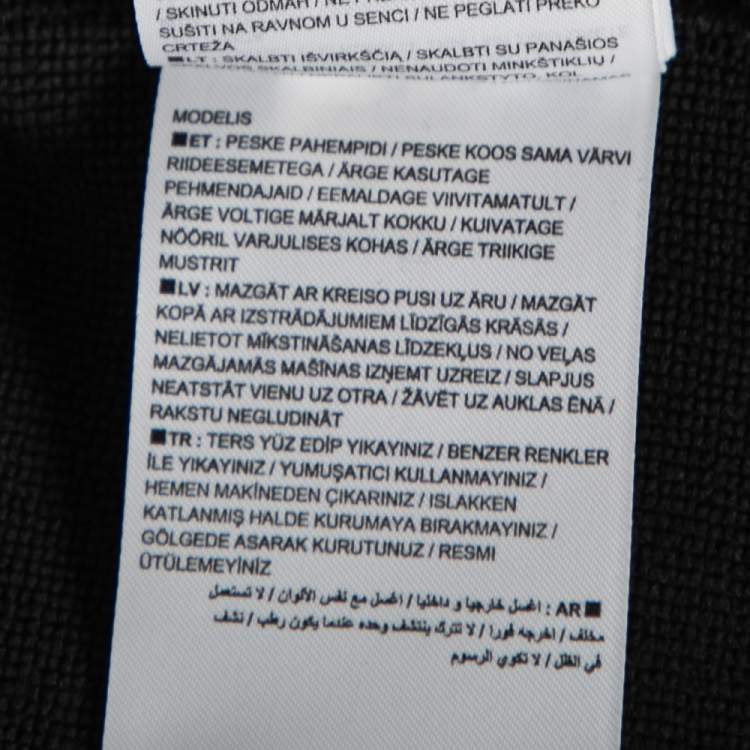 / SKINUTI ODMAH / NE
/ NE PEGLATI PREKO
SUŠITI NA RAVNOM U SENCI
CRTEŽA
■LT : SKALBTI IŠVIRKŠČIĄ / SKALBTI SU PANAŠIOS
SKALBINIAIS / NENAUDOTI MINKŠTIKLIŲ /
MODELIS
■ET : PESKE PAHEMPIDI / PESKE KOOS SAMA VÄRVI
RIIDEESEMETEGA / ÄRGE KASUTAGE
PEHMENDAJAID / EEMALDAGE VIIVITAMATULT /
ÄRGE VOLTIGE MÄRJALT KOKKU / KUIVATAGE
NÖÖRIL VARJULISES KOHAS / ÄRGE TRIIKIGE
MUSTRIT
■LV : MAZGĀT AR KREISO PUSI UZ ĀRU / MAZGĀT
KOPĀ AR IZSTRĀDĀJUMIEM LĪDZĪGĀS KRĀSĀS /
NELIETOT MĪKSTINĀŠANAS LĪDZEKĻUS / NO VEĻAS
MAZGĀJAMĀS MAŠĪNAS IZŅEMT UZREIZ / SLAPJUS
NEATSTĀT VIENU UZ OTRA / ŽĀVĒT UZ AUKLAS ĒNĀ /
RAKSTU NEGLUDINĀT
■TR : TERS YÜZ EDİP YIKAYINIZ / BENZER RENKLER
İLE YIKAYINIZ / YUMUŞATICI KULLANMAYINIZ /
HEMEN MAKİNEDEN ÇIKARINIZ / ISLAKKEN
KATLANMIŞ HALDE KURUMAYA BIRAKMAYINIZ /
GÖLGEDE ASARAK KURUTUNUZ / RESMI
ÜTÜLEMEYİNİZ
■AR : اغسل خارجيا و داخليا / اغسل مع نفس الألوان / لا تستعمل
مخلف / اخرجه فورا / لا تترك يتنشف وحده عندما يكون رطب / نشف
في الظل / لا تكوي الرسوم